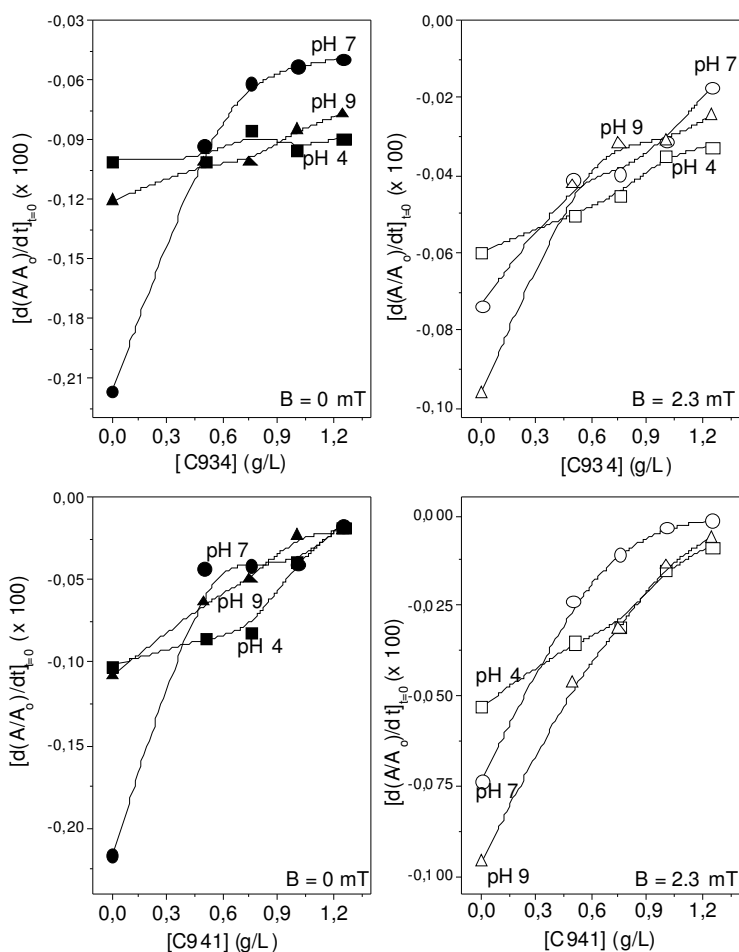 -0,03
-0,06
-0,09
-0,12
-0,15
-0,18
-0,21
[d(A/A₀)/dt]ₜ₌₀ (x 100)
pH 7
pH 9
pH 4
B = 0 mT
0,0 0,3 0,6 0,9 1,2
[C934] (g/L)
0,00
-0,02
-0,04
-0,06
-0,08
-0,10
[d(A/Aₒ)/dt]ₜ₌₀ (x 100)
pH 7
pH 9
pH 4
B = 2.3 mT
0,0 0,3 0,6 0,9 1,2
[C934] (g/L)
0,00
-0,05
-0,10
-0,15
-0,20
[d(A/Aₒ)/dt]ₜ₌₀ (x 100)
pH 7
pH 9
pH 4
B = 0 mT
0,0 0,3 0,6 0,9 1,2
[C941] (g/L)
0,000
-0,025
-0,050
-0,075
-0,100
[d(A/Aₒ)/dt]ₜ₌₀ (x 100)
pH 4
pH 7
pH 9
B = 2.3 mT
0,0 0,3 0,6 0,9 1,2
[C941] (g/L)